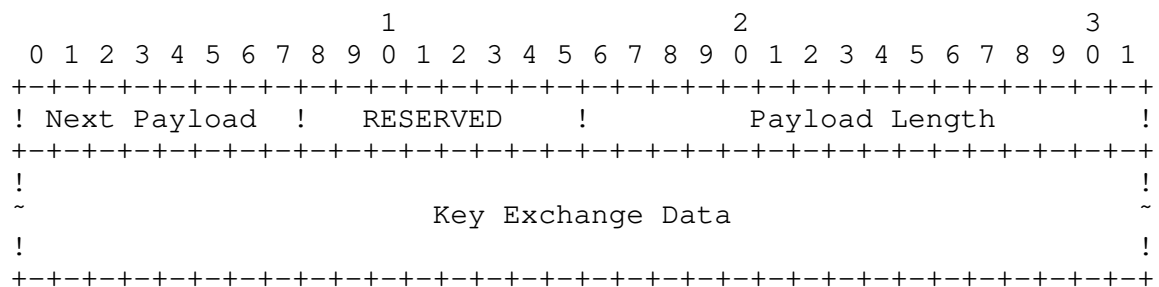 1                   2                   3
 0 1 2 3 4 5 6 7 8 9 0 1 2 3 4 5 6 7 8 9 0 1 2 3 4 5 6 7 8 9 0 1
+-+-+-+-+-+-+-+-+-+-+-+-+-+-+-+-+-+-+-+-+-+-+-+-+-+-+-+-+-+-+-+-+
! Next Payload  !   RESERVED    !         Payload Length        !
+-+-+-+-+-+-+-+-+-+-+-+-+-+-+-+-+-+-+-+-+-+-+-+-+-+-+-+-+-+-+-+-+
!                                                               !
~                       Key Exchange Data                       ~
!                                                               !
+-+-+-+-+-+-+-+-+-+-+-+-+-+-+-+-+-+-+-+-+-+-+-+-+-+-+-+-+-+-+-+-+